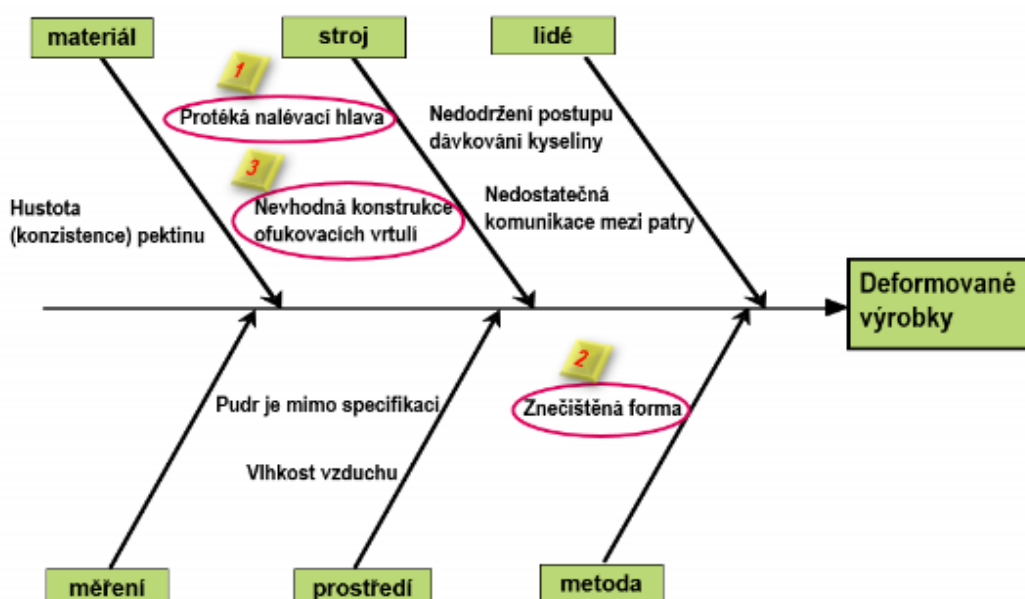 materiál
stroj
lidé
1
Protéká nalévací hlava
Nedodržení postupu
dávkování kyseliny
3
Nevhodná konstrukce
ofukovacích vrtulí
Nedostatečná
komunikace mezi patry
Hustota
(konzistence) pektinu
Deformované
výrobky
2
Znečištěná forma
Pudr je mimo specifikaci
Vlhkost vzduchu
měření
prostředí
metoda